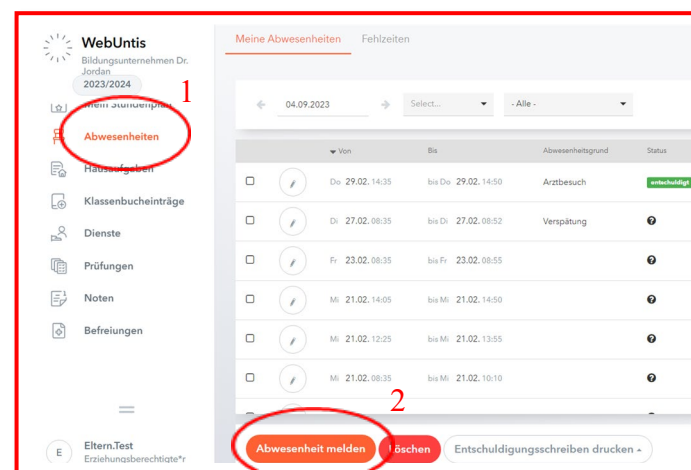 WebUntis
Bildungsunternehmen Dr.
Jordan
2023/2024
1
Mein Stundenplan
Abwesenheiten
Hausaufgaben
Klassenbucheinträge
Dienste
Prüfungen
Noten
Befreiungen
E
Eltern.Test
Erziehungsberechtigte*r
Meine Abwesenheiten Fehlzeiten
04.09.2023 Select... - Alle -
Von Bis Abwesenheitsgrund Status
Do 29.02. 14:35 bis Do 29.02. 14:50 Arztbesuch entschuldigt
Di 27.02. 08:35 bis Di 27.02. 08:52 Verspätung
Fr 23.02. 08:35 bis Fr 23.02. 08:55
Mi 21.02. 14:05 bis Mi 21.02. 14:50
Mi 21.02. 12:25 bis Mi 21.02. 13:55
Mi 21.02. 08:35 bis Mi 21.02. 10:10
2
Abwesenheit melden Löschen Entschuldigungsschreiben drucken